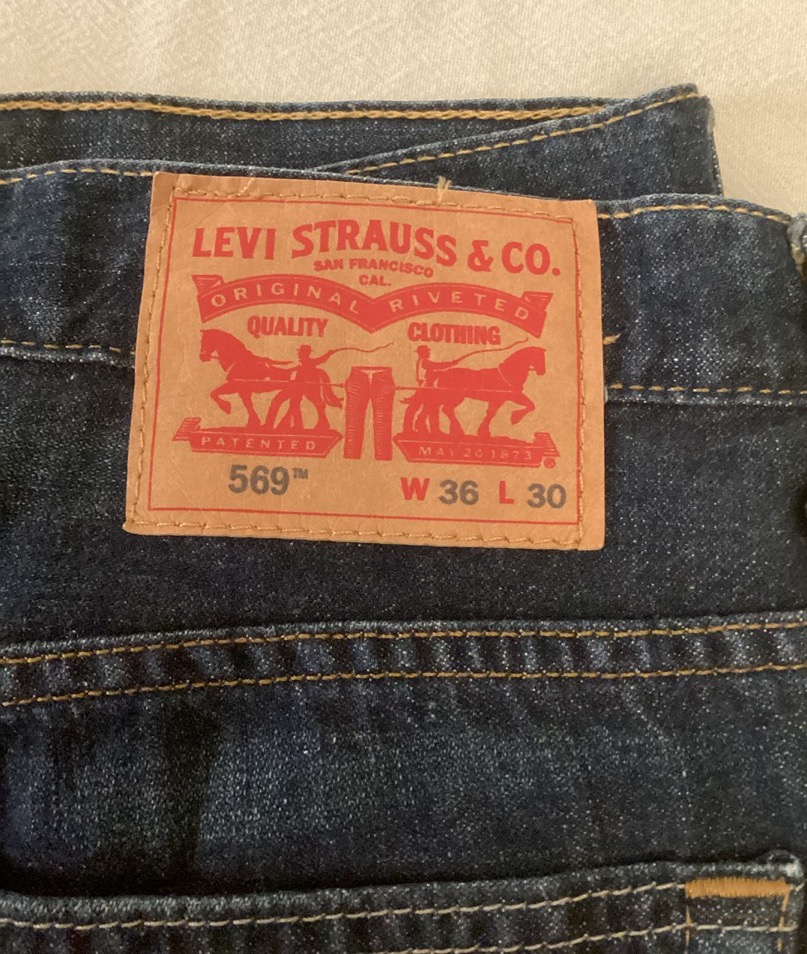 LEVI STRAUSS & CO.
SAN FRANCISCO
CAL.
ORIGINAL RIVETED
QUALITY CLOTHING
PATENTED MAY 20 1873 ®
569™ W 36 L 30